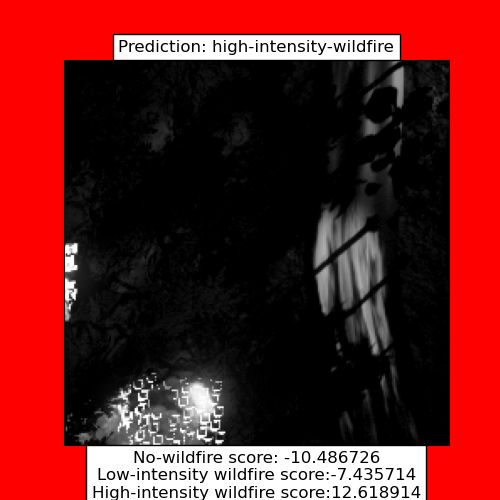 Prediction: high-intensity-wildfire
No-wildfire score: -10.486726
Low-intensity wildfire score:-7.435714
High-intensity wildfire score:12.618914